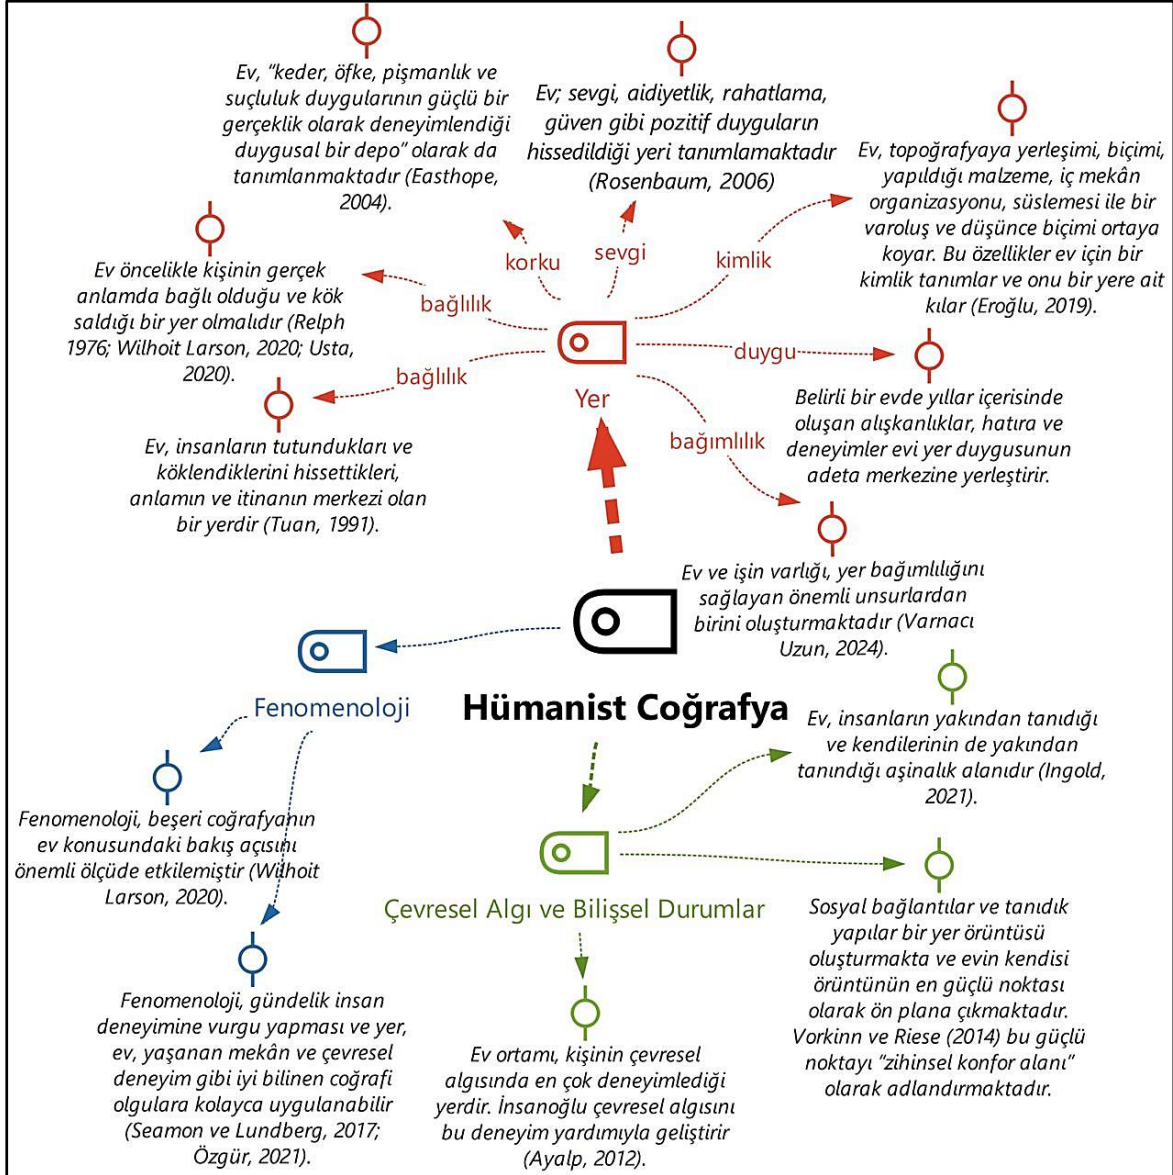 Ev, "keder, öfke, pişmanlık ve
suçluluk duygularının güçlü bir
gerçeklik olarak deneyimlendiği
duygusal bir depo" olarak da
tanımlanmaktadır (Easthope,
2004).
Ev; sevgi, aidiyetlik, rahatlama,
güven gibi pozitif duyguların
hissedildiği yeri tanımlamaktadır
(Rosenbaum, 2006)
Ev, topoğrafyaya yerleşimi, biçimi,
yapıldığı malzeme, iç mekân
organizasyonu, süslemesi ile bir
varoluş ve düşünce biçimi ortaya
koyar. Bu özellikler ev için bir
kimlik tanımlar ve onu bir yere ait
kılar (Eroğlu, 2019).
korku
sevgi
kimlik
Ev öncelikle kişinin gerçek
anlamda bağlı olduğu ve kök
saldığı bir yer olmalıdır (Relph
1976; Wilhoit Larson, 2020; Usta,
2020).
bağlılık
bağlılık
duygu
Yer
bağımlılık
Belirli bir evde yıllar içerisinde
oluşan alışkanlıklar, hatıra ve
deneyimler evi yer duygusunun
adeta merkezine yerleştirir.
Ev, insanların tutundukları ve
köklendiklerini hissettikleri,
anlamın ve itinanın merkezi olan
bir yerdir (Tuan, 1991).
Ev ve işin varlığı, yer bağımlılığını
sağlayan önemli unsurlardan
birini oluşturmaktadır (Varnacı
Uzun, 2024).
Fenomenoloji
Hümanist Coğrafya
Ev, insanların yakından tanıdığı
ve kendilerinin de yakından
tanındığı aşinalık alanıdır (Ingold,
2021).
Fenomenoloji, beşeri coğrafyanın
ev konusundaki bakış açısını
önemli ölçüde etkilemiştir (Wilhoit
Larson, 2020).
Çevresel Algı ve Bilişsel Durumlar
Sosyal bağlantılar ve tanıdık
yapılar bir yer örüntüsü
oluşturmakta ve evin kendisi
örüntünün en güçlü noktası
olarak ön plana çıkmaktadır.
Vorkinn ve Riese (2014) bu güçlü
noktayı "zihinsel konfor alanı"
olarak adlandırmaktadır.
Fenomenoloji, gündelik insan
deneyimine vurgu yapması ve yer,
ev, yaşanan mekân ve çevresel
deneyim gibi iyi bilinen coğrafi
olgulara kolayca uygulanabilir
(Seamon ve Lundberg, 2017;
Özgür, 2021).
Ev ortamı, kişinin çevresel
algısında en çok deneyimlediği
yerdir. İnsanoğlu çevresel algısını
bu deneyim yardımıyla geliştirir
(Ayalp, 2012).